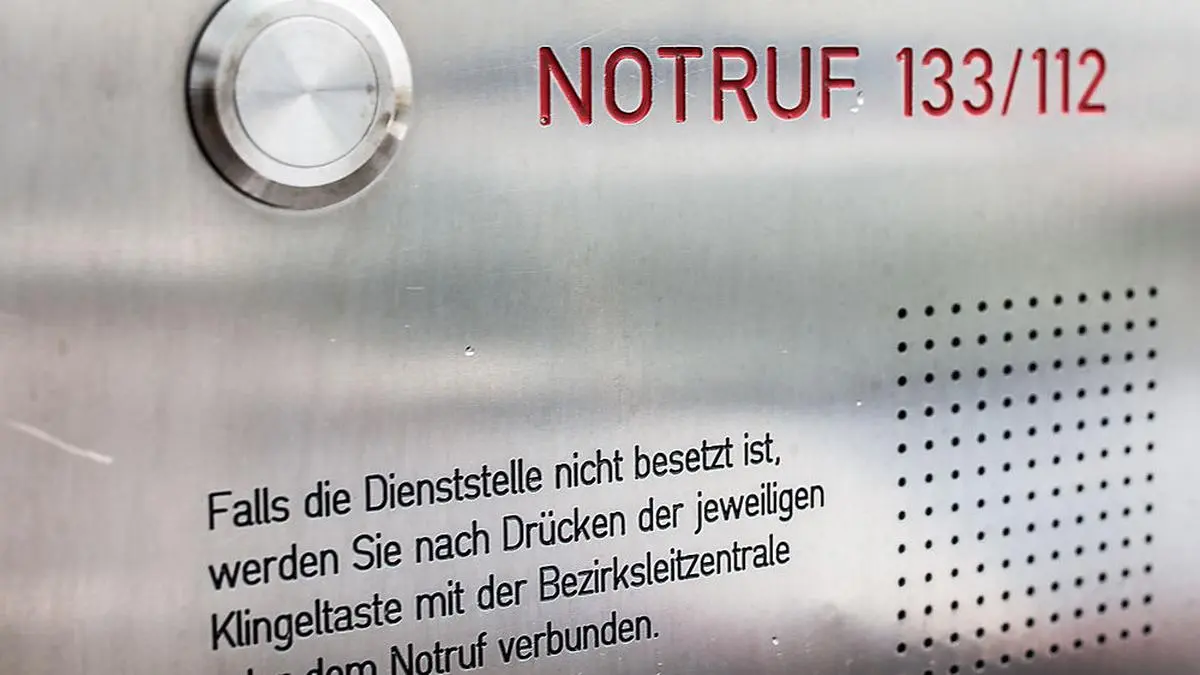 NOTRUF 133/112
Falls die Dienststelle nicht besetzt ist,
werden Sie nach Drücken der jeweiligen
Klingeltaste mit der Bezirksleitzentrale
dem Notruf verbunden.